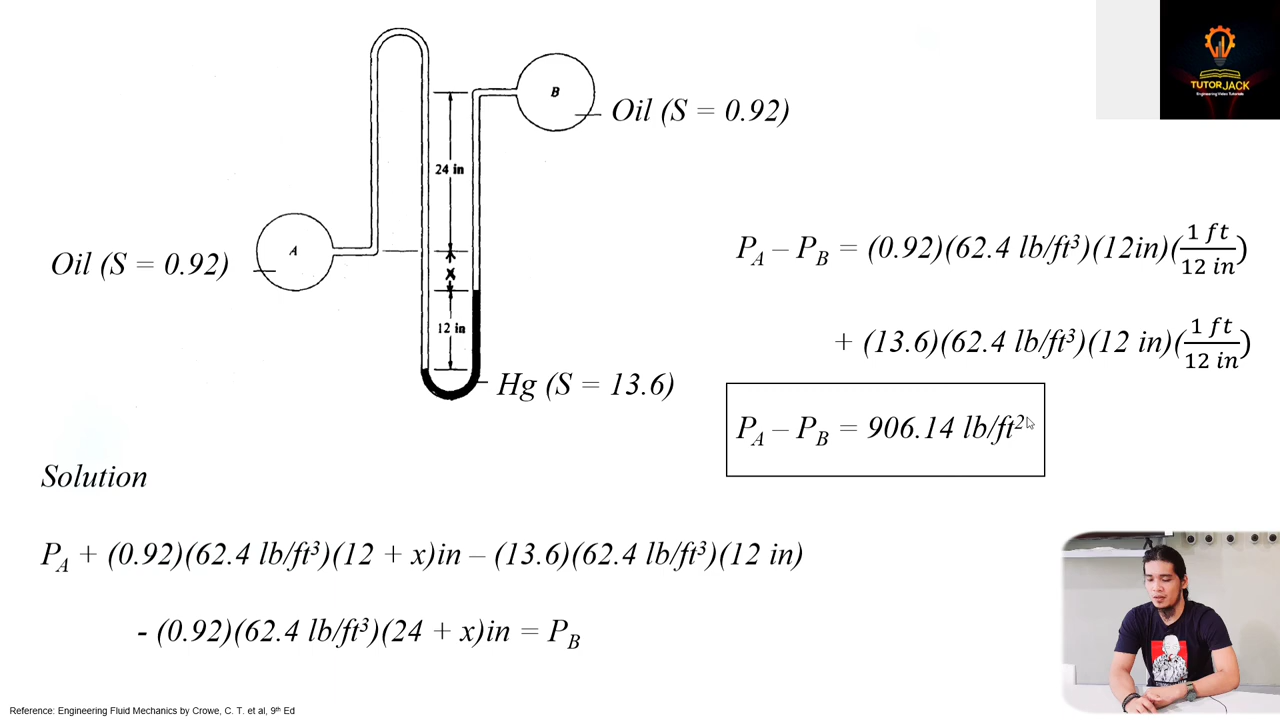 TUTORJACK
Engineering Video Tutorials
B
Oil (S = 0.92)
24 in
A
Oil (S = 0.92)
x
12 in
Hg (S = 13.6)
P_A – P_B = (0.92)(62.4 lb/ft³)(12in)(1 ft/12 in)
+ (13.6)(62.4 lb/ft³)(12 in)(1 ft/12 in)
P_A – P_B = 906.14 lb/ft²
Solution
P_A + (0.92)(62.4 lb/ft³)(12 + x)in – (13.6)(62.4 lb/ft³)(12 in)
- (0.92)(62.4 lb/ft³)(24 + x)in = P_B
Reference: Engineering Fluid Mechanics by Crowe, C. T. et al, 9th Ed